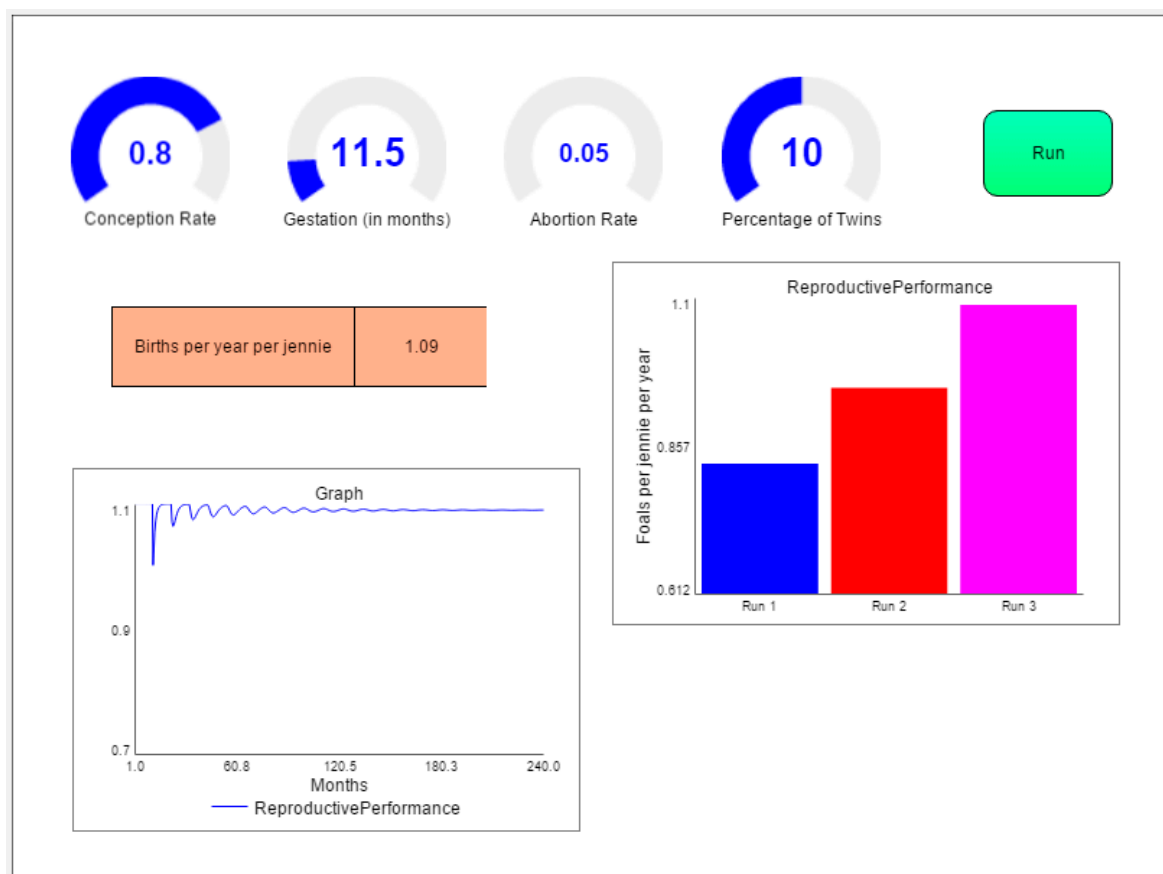 0.8
11.5
0.05
10
Run
Conception Rate
Gestation (in months)
Abortion Rate
Percentage of Twins
Births per year per jennie
1.09
ReproductivePerformance
1.1
0.857
0.612
Foals per jennie per year
Run 1
Run 2
Run 3
Graph
1.1
0.9
0.7
1.0
60.8
120.5
180.3
240.0
Months
ReproductivePerformance